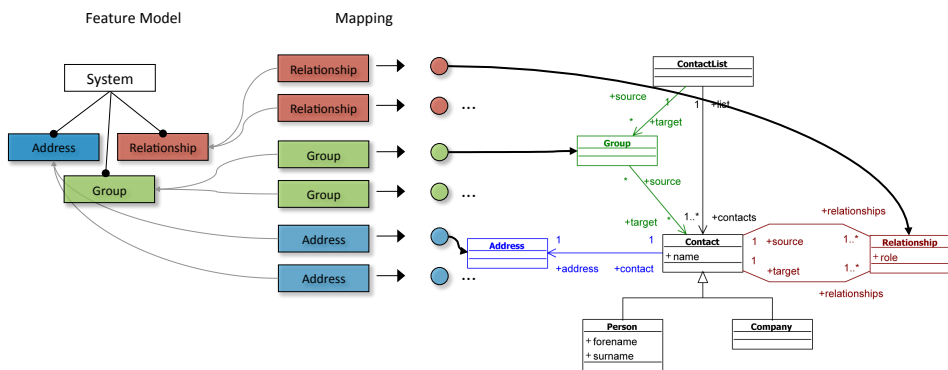 Feature Model
Mapping
System
Address
Relationship
Group
Relationship
Relationship
...
Group
Group
...
Address
Address
...
ContactList
+source
1
1
+list
*
+target
Group
*
+source
+target
*
1..*
+contacts
Address
1
1
+address
+contact
Contact
+ name
+relationships
1
+source
1..*
1
+target
1..*
+relationships
Relationship
+ role
Person
+ forename
+ surname
Company